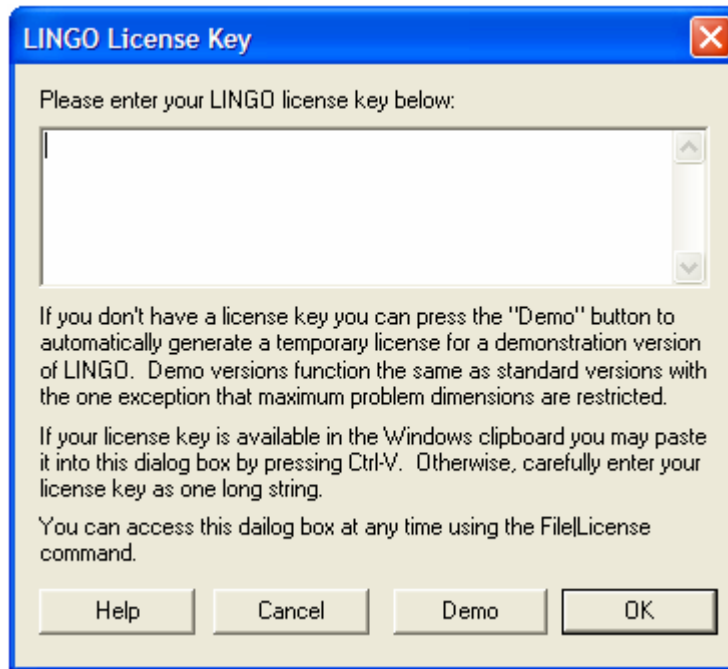 LINGO License Key
Please enter your LINGO license key below:
If you don't have a license key you can press the "Demo" button to
automatically generate a temporary license for a demonstration version
of LINGO. Demo versions function the same as standard versions with
the one exception that maximum problem dimensions are restricted.
If your license key is available in the Windows clipboard you may paste
it into this dialog box by pressing Ctrl-V. Otherwise, carefully enter your
license key as one long string.
You can access this dailog box at any time using the File|License
command.
Help Cancel Demo OK